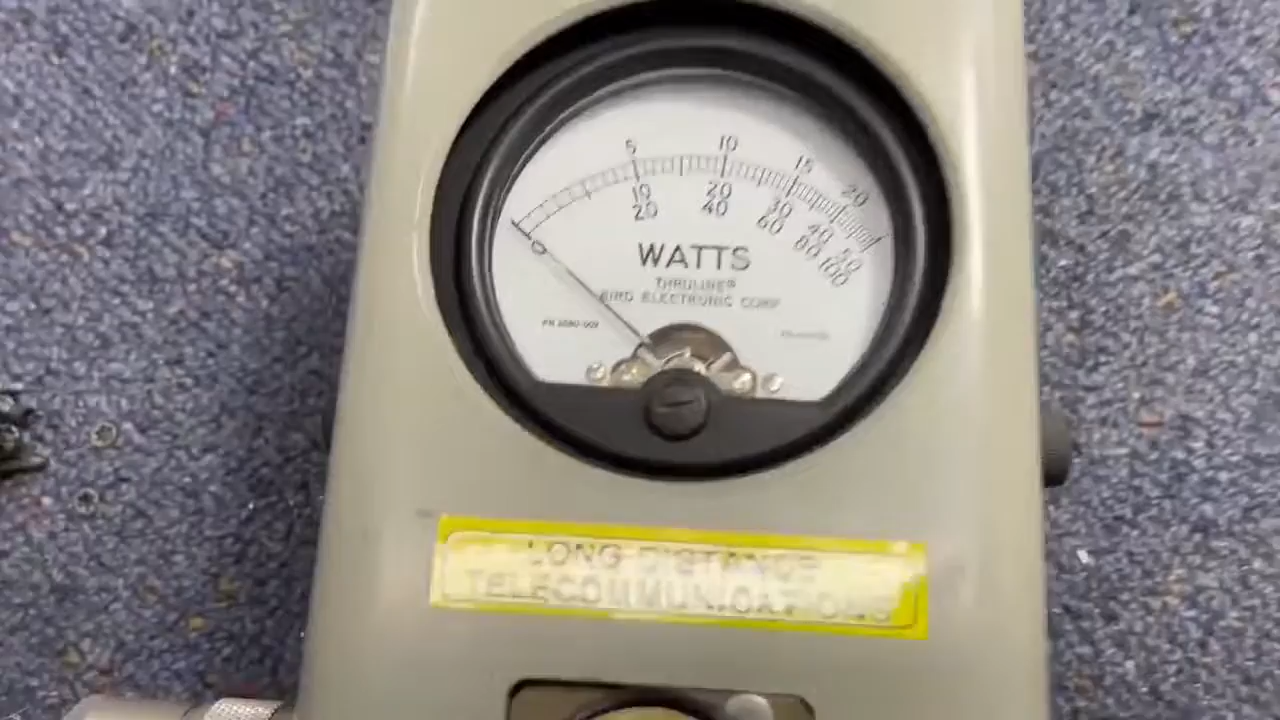 5 10 15 20
0 10 20 30 40 50
20 40 60 80 100
WATTS
THRULINE®
BIRD ELECTRONIC CORP
LONG DISTANCE
TELECOMMUNICATIONS